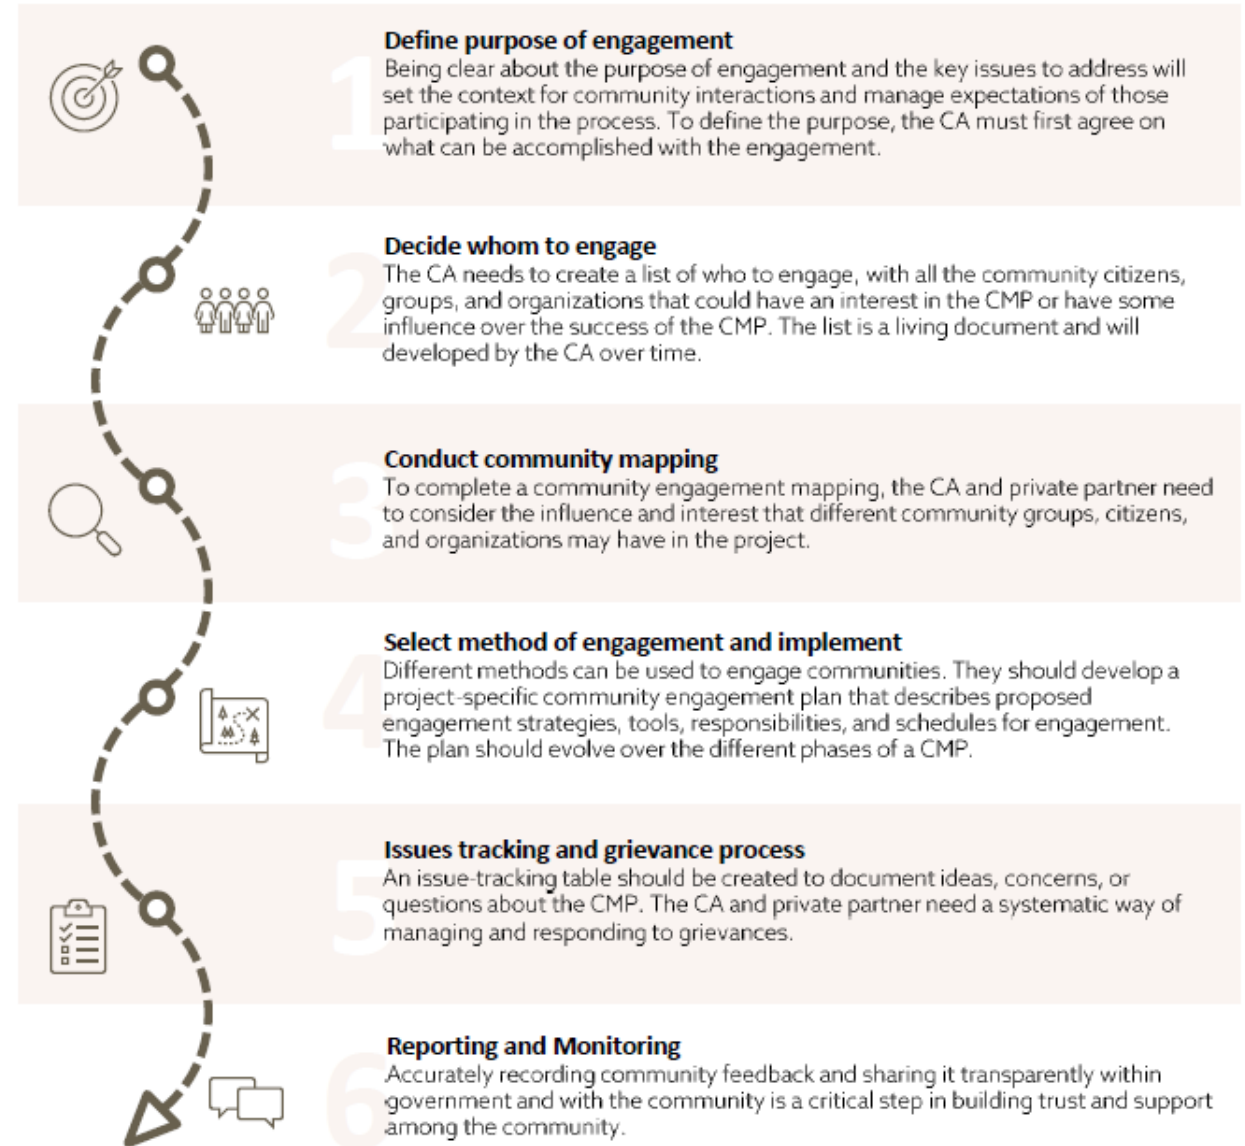 1
Define purpose of engagement
Being clear about the purpose of engagement and the key issues to address will
set the context for community interactions and manage expectations of those
participating in the process. To define the purpose, the CA must first agree on
what can be accomplished with the engagement.
2
Decide whom to engage
The CA needs to create a list of who to engage, with all the community citizens,
groups, and organizations that could have an interest in the CMP or have some
influence over the success of the CMP. The list is a living document and will
developed by the CA over time.
3
Conduct community mapping
To complete a community engagement mapping, the CA and private partner need
to consider the influence and interest that different community groups, citizens,
and organizations may have in the project.
4
Select method of engagement and implement
Different methods can be used to engage communities. They should develop a
project-specific community engagement plan that describes proposed
engagement strategies, tools, responsibilities, and schedules for engagement.
The plan should evolve over the different phases of a CMP.
5
Issues tracking and grievance process
An issue-tracking table should be created to document ideas, concerns, or
questions about the CMP. The CA and private partner need a systematic way of
managing and responding to grievances.
6
Reporting and Monitoring
Accurately recording community feedback and sharing it transparently within
government and with the community is a critical step in building trust and support
among the community.